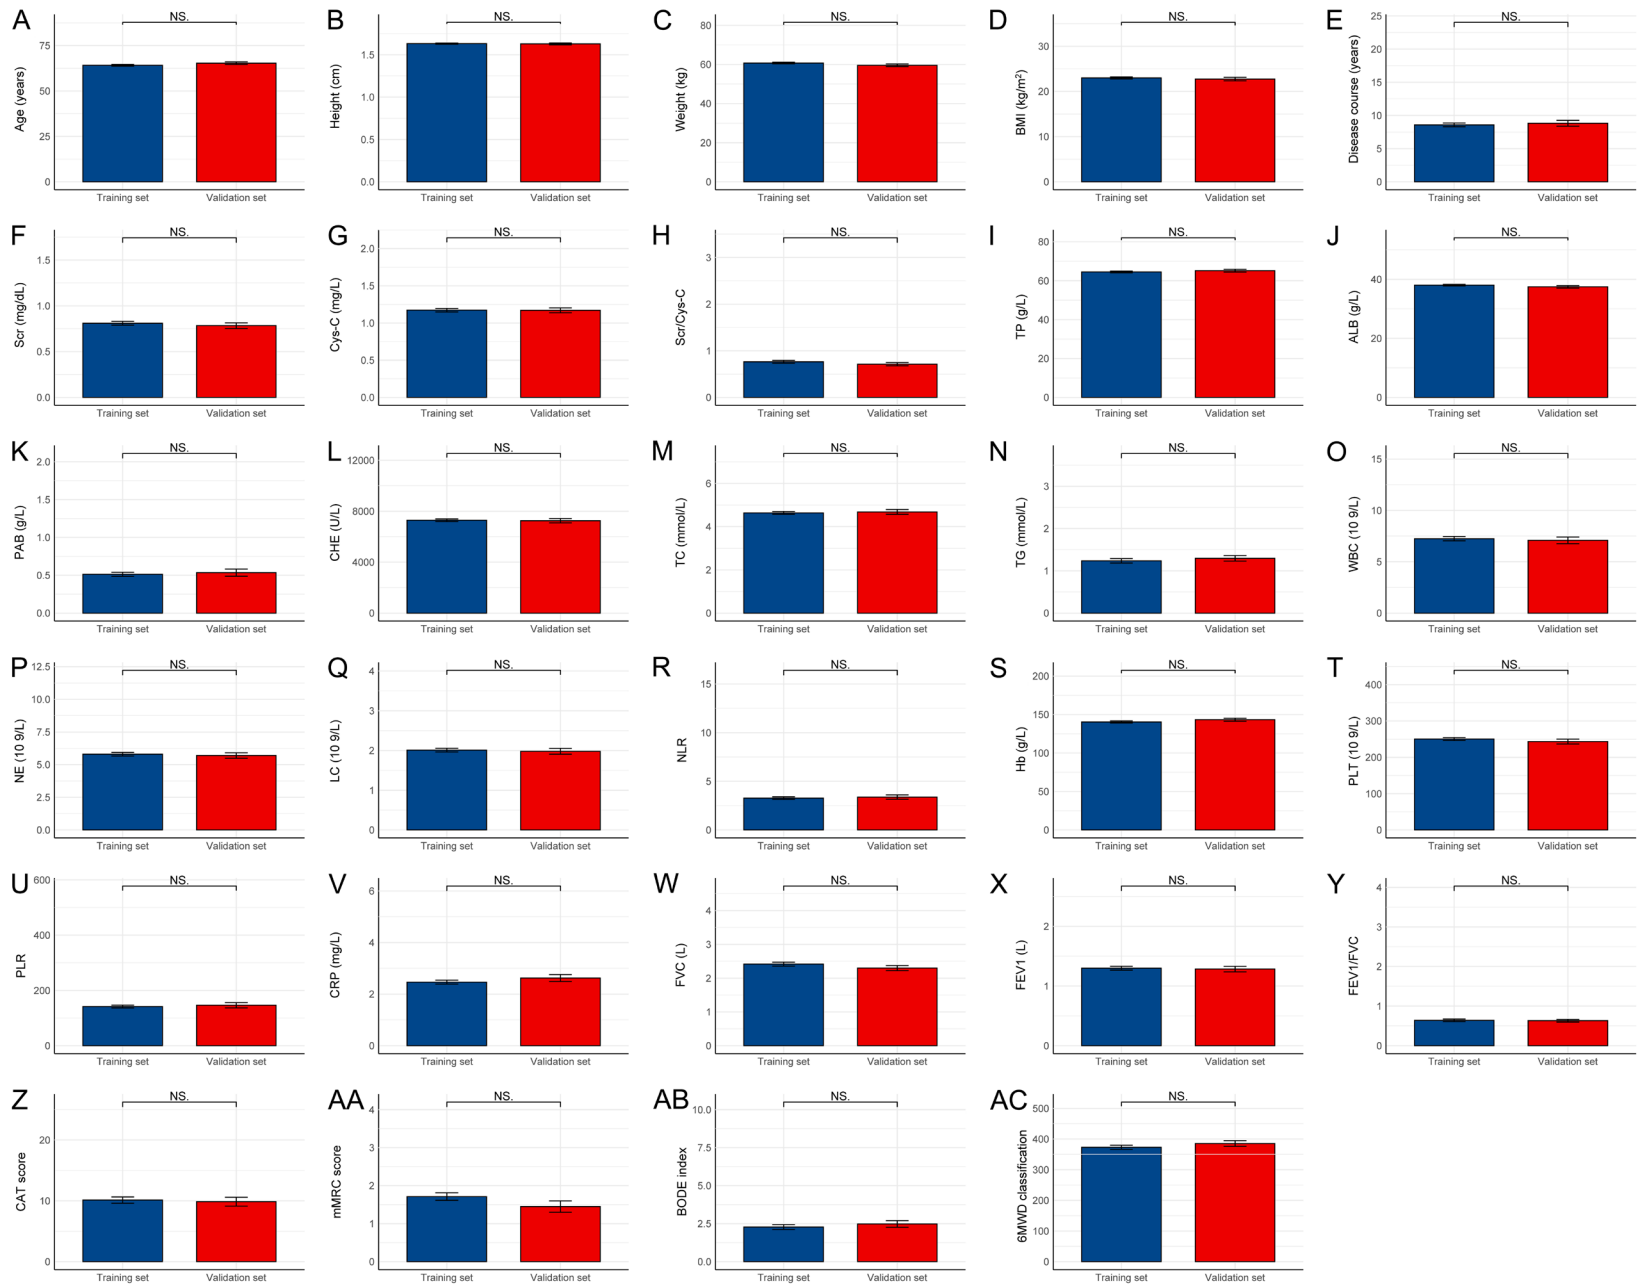 A
NS.
Age (years)
75
50
25
0
Training set
Validation set
B
NS.
Height (cm)
1.5
1.0
0.5
0.0
Training set
Validation set
C
NS.
Weight (kg)
80
60
40
20
0
Training set
Validation set
D
NS.
BMI (kg/m²)
30
20
10
0
Training set
Validation set
E
NS.
Disease course (years)
25
20
15
10
5
0
Training set
Validation set
F
NS.
Scr (mg/dL)
1.5
1.0
0.5
0.0
Training set
Validation set
G
NS.
Cys-C (mg/L)
2.0
1.5
1.0
0.5
0.0
Training set
Validation set
H
NS.
Scr/Cys-C
3
2
1
0
Training set
Validation set
I
NS.
TP (g/L)
80
60
40
20
0
Training set
Validation set
J
NS.
ALB (g/L)
40
20
0
Training set
Validation set
K
NS.
PAB (g/L)
2.0
1.5
1.0
0.5
0.0
Training set
Validation set
L
NS.
CHE (U/L)
12000
8000
4000
0
Training set
Validation set
M
NS.
TC (mmol/L)
6
4
2
0
Training set
Validation set
N
NS.
TG (mmol/L)
3
2
1
0
Training set
Validation set
O
NS.
WBC (10 9/L)
15
10
5
0
Training set
Validation set
P
NS.
NE (10 9/L)
12.5
10.0
7.5
5.0
2.5
0.0
Training set
Validation set
Q
NS.
LC (10 9/L)
4
3
2
1
0
Training set
Validation set
R
NS.
NLR
15
10
5
0
Training set
Validation set
S
NS.
Hb (g/L)
200
150
100
50
0
Training set
Validation set
T
NS.
PLT (10 9/L)
400
300
200
100
0
Training set
Validation set
U
NS.
PLR
600
400
200
0
Training set
Validation set
V
NS.
CRP (mg/L)
6
4
2
0
Training set
Validation set
W
NS.
FVC (L)
4
3
2
1
0
Training set
Validation set
X
NS.
FEV1 (L)
2
1
0
Training set
Validation set
Y
NS.
FEV1/FVC
4
3
2
1
0
Training set
Validation set
Z
NS.
CAT score
20
10
0
Training set
Validation set
AA
NS.
mMRC score
4
3
2
1
0
Training set
Validation set
AB
NS.
BODE index
10.0
7.5
5.0
2.5
0.0
Training set
Validation set
AC
NS.
6MWD classification
500
400
300
200
100
0
Training set
Validation set